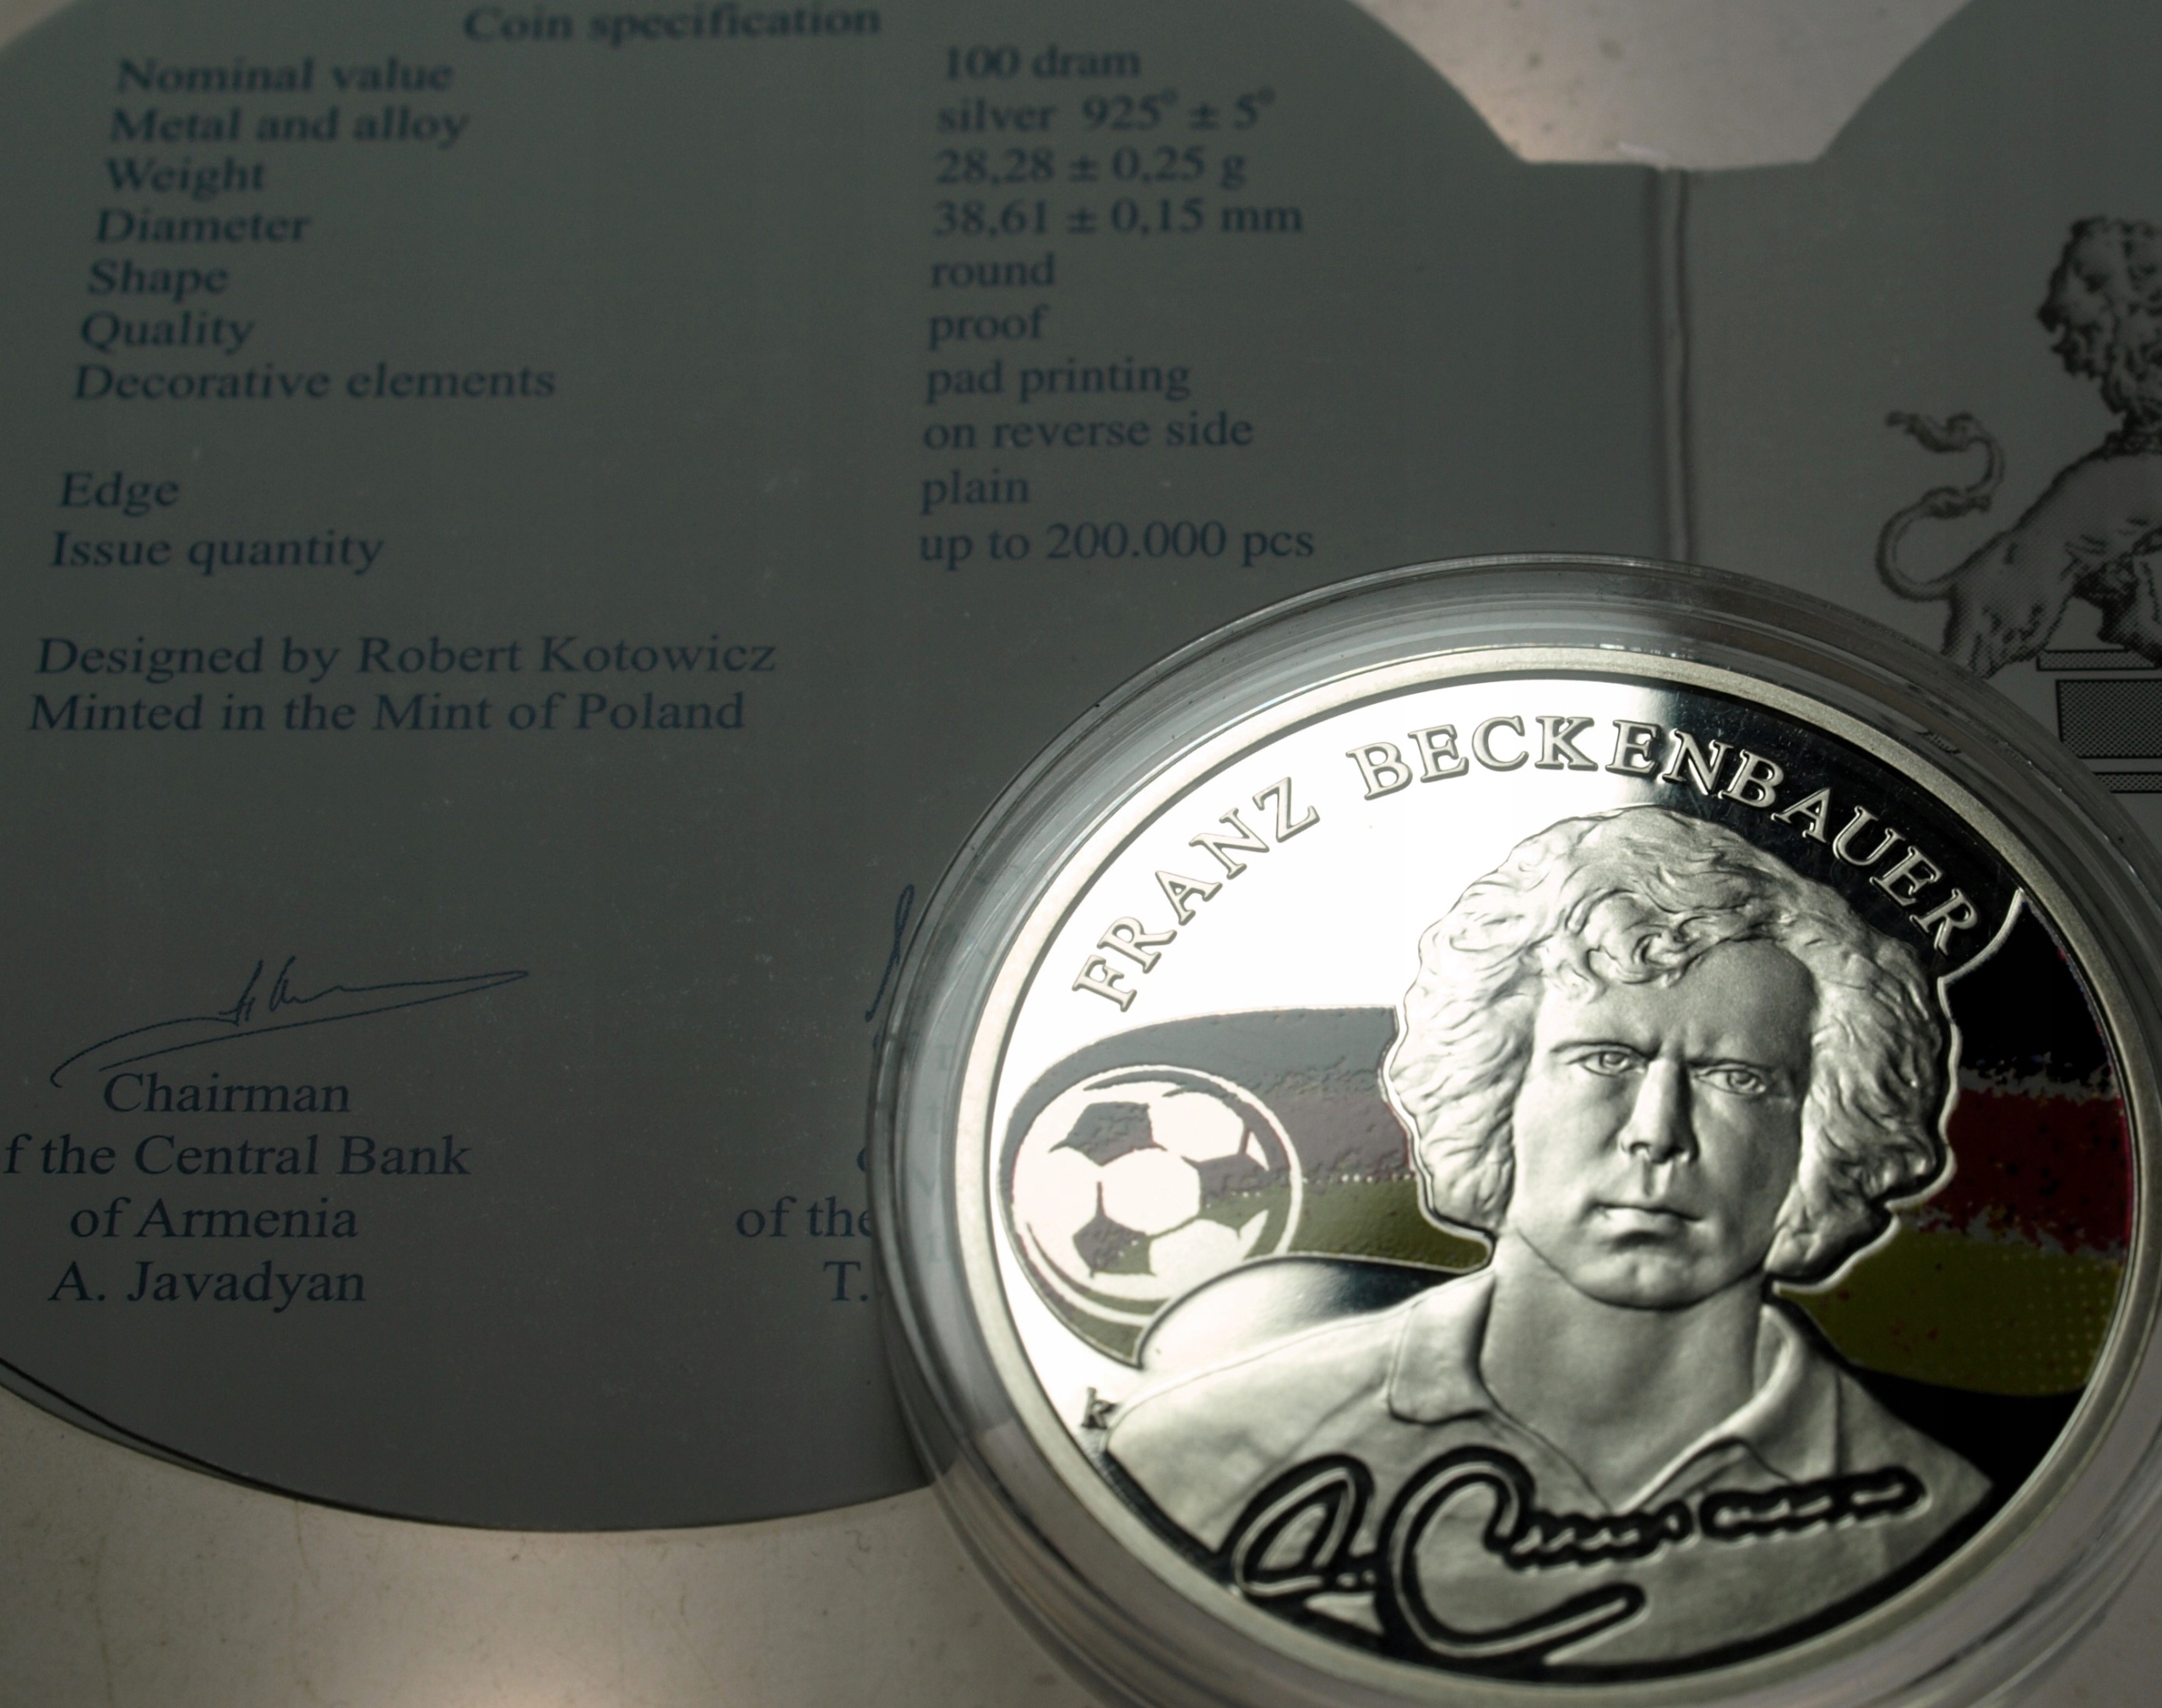 Coin specification
Nominal value 100 dram
Metal and alloy silver 925° ± 5°
Weight 28,28 ± 0,25 g
Diameter 38,61 ± 0,15 mm
Shape round
Quality proof
Decorative elements pad printing
on reverse side
Edge plain
Issue quantity up to 200.000 pcs
Designed by Robert Kotowicz
Minted in the Mint of Poland
Chairman
f the Central Bank
of Armenia
A. Javadyan
of the
T.
FRANZ BECKENBAUER
K